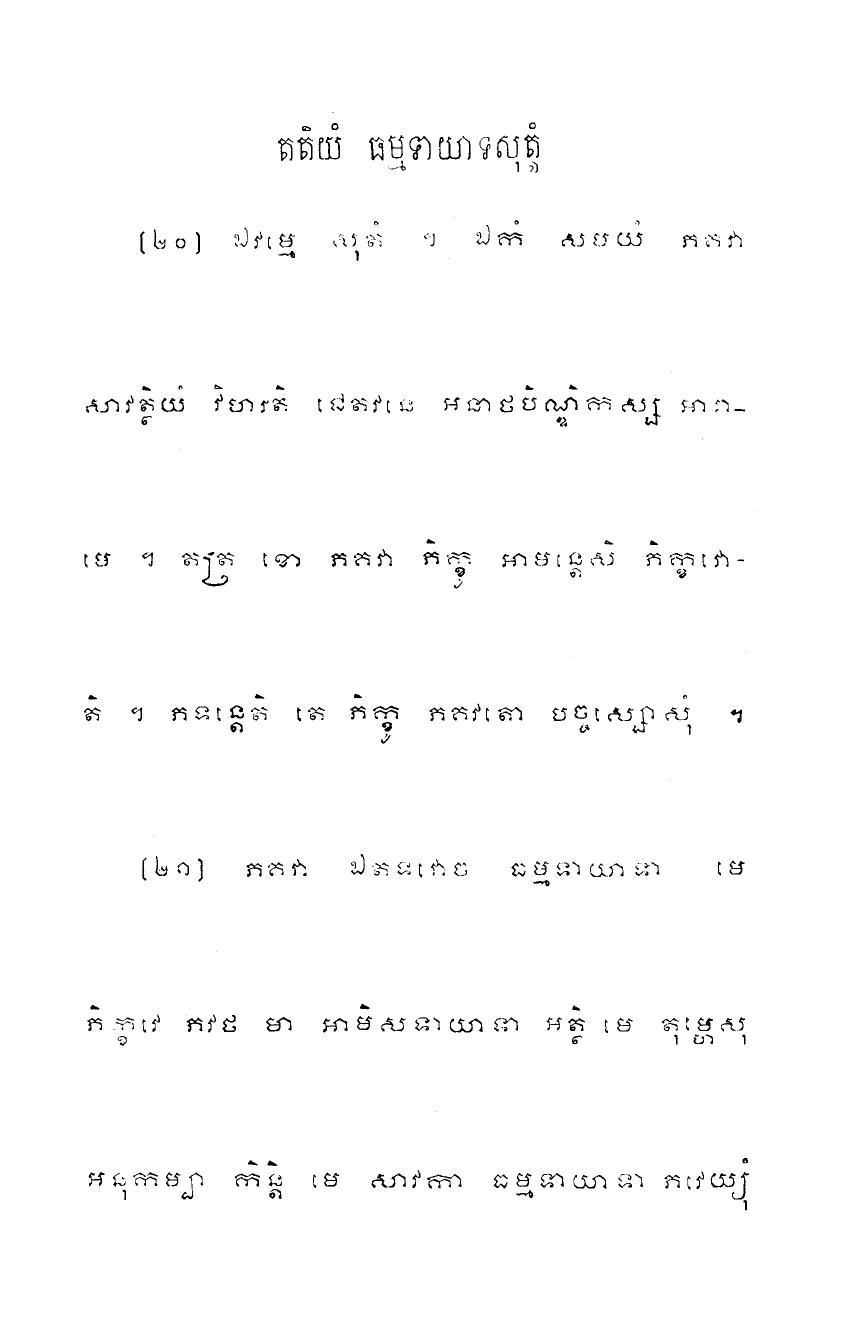 តតិយំ ធម្មទាយាទសុត្តំ
(២០) ឯវម្មេ សុតំ ។ ឯកំ សមយំ ភគវា
សាវត្ថិយំ វិហរតិ ជេតវនេ អនាថបិណ្ឌិកស្ស អារា-
មេ ។ តត្រ ខោ ភគវា ភិក្ខូ អាមន្តេសិ ភិក្ខវោ-
តិ ។ ភទន្តេតិ តេ ភិក្ខូ ភគវតោ បច្ចស្សោសុំ ។
(២១) ភគវា ឯតទវោច ធម្មទាយាទា មេ
ភិក្ខវេ ភវថ មា អាមិសទាយាទា អត្ថិ មេ តុម្ហេសុ
អនុកម្បា កិន្តិ មេ សាវកា ធម្មទាយាទា ភវេយ្យុំ